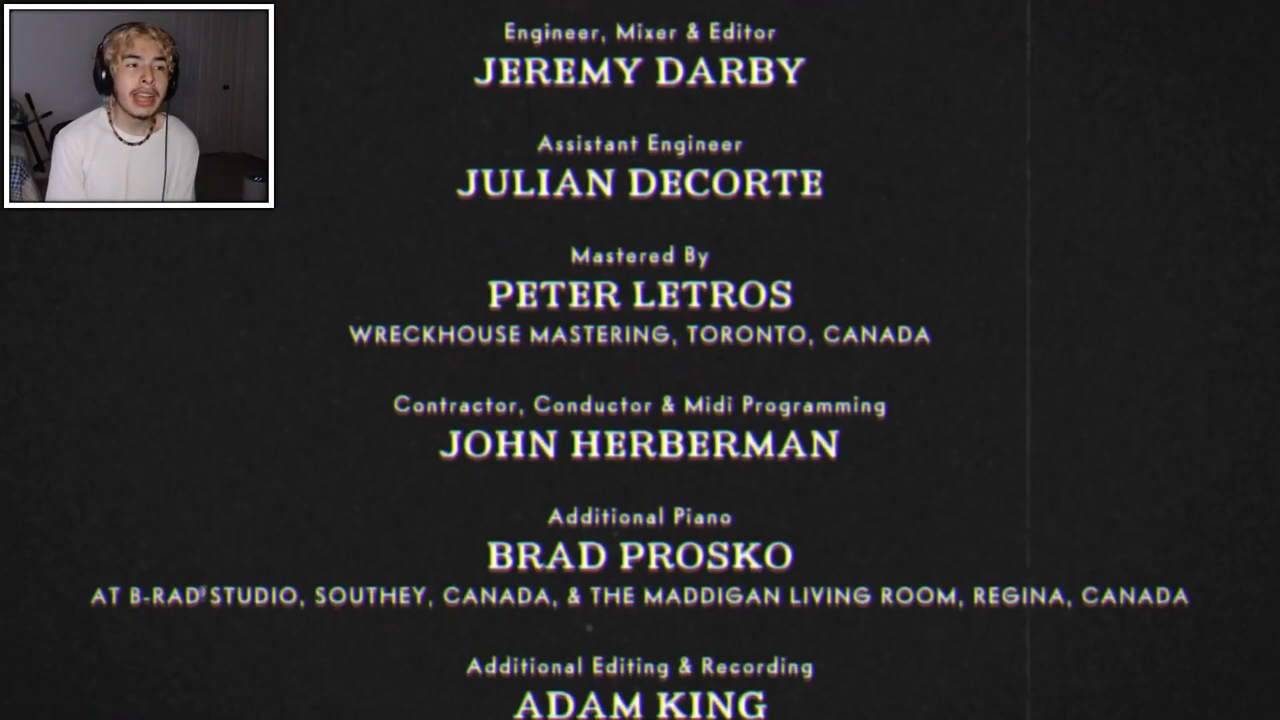 Engineer, Mixer & Editor
JEREMY DARBY
Assistant Engineer
JULIAN DECORTE
Mastered By
PETER LETROS
WRECKHOUSE MASTERING, TORONTO, CANADA
Contractor, Conductor & Midi Programming
JOHN HERBERMAN
Additional Piano
BRAD PROSKO
AT B-RAD STUDIO, SOUTHEY, CANADA, & THE MADDIGAN LIVING ROOM, REGINA, CANADA
Additional Editing & Recording
ADAM KING